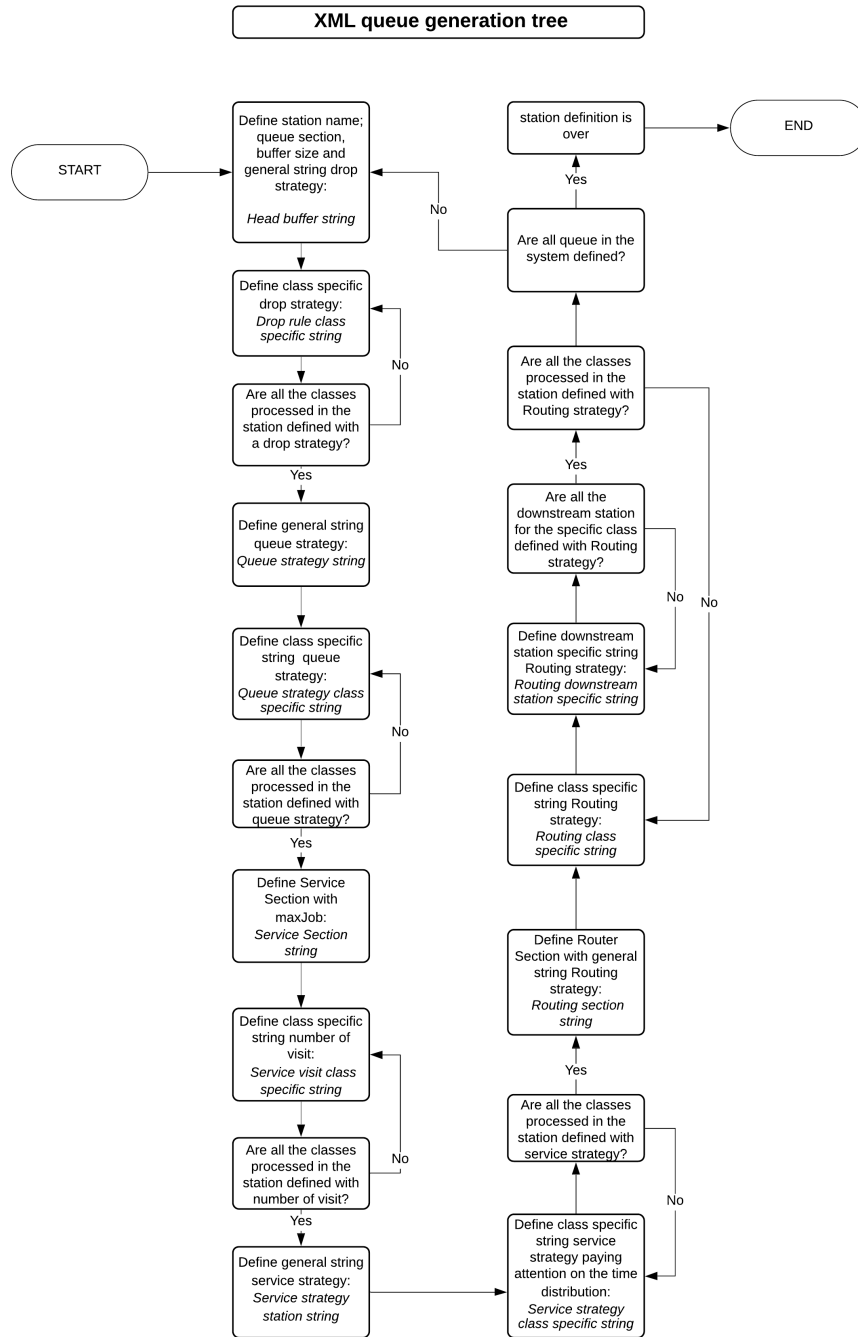 XML queue generation tree
START
Define station name;
queue section,
buffer size and
general string drop
strategy:
Head buffer string
Define class specific
drop strategy:
Drop rule class
specific string
No
Are all the classes
processed in the
station defined with
a drop strategy?
Yes
Define general string
queue strategy:
Queue strategy string
Define class specific
string queue
strategy:
Queue strategy class
specific string
No
Are all the classes
processed in the
station defined with
queue strategy?
Yes
Define Service
Section with
maxJob:
Service Section
string
Define class specific
string number of
visit:
Service visit class
specific string
No
Are all the classes
processed in the
station defined with
number of visit?
Yes
Define general string
service strategy:
Service strategy
station string
Define class specific
string service
strategy paying
attention on the time
distribution:
Service strategy
class specific string
No
Are all the classes
processed in the
station defined with
service strategy?
Yes
Define Router
Section with general
string Routing
strategy:
Routing section
string
Define class specific
string Routing
strategy:
Routing class
specific string
Define downstream
station specific string
Routing strategy:
Routing downstream
station specific string
No
Are all the
downstream station
for the specific class
defined with Routing
strategy?
Yes
Are all the classes
processed in the
station defined with
Routing strategy?
No
Are all queue in the
system defined?
No
Yes
station definition is
over
END